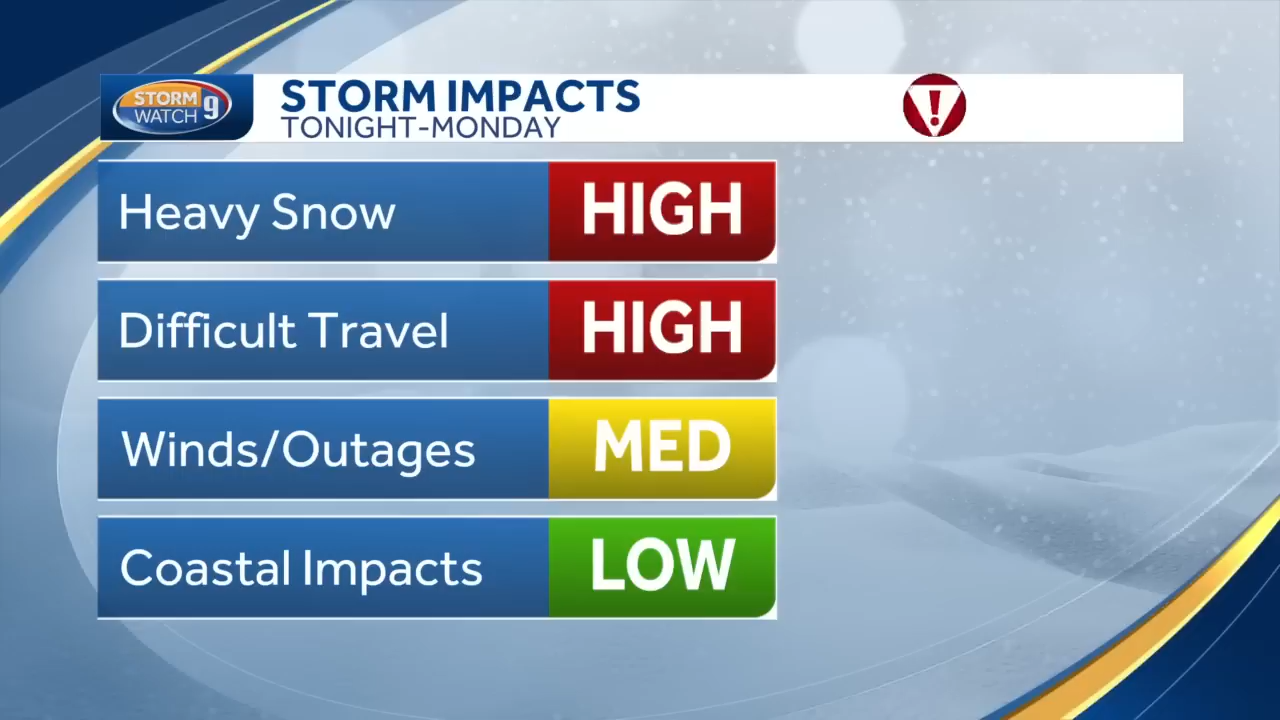 STORM
WATCH 9
STORM IMPACTS
TONIGHT-MONDAY
!
Heavy Snow HIGH
Difficult Travel HIGH
Winds/Outages MED
Coastal Impacts LOW